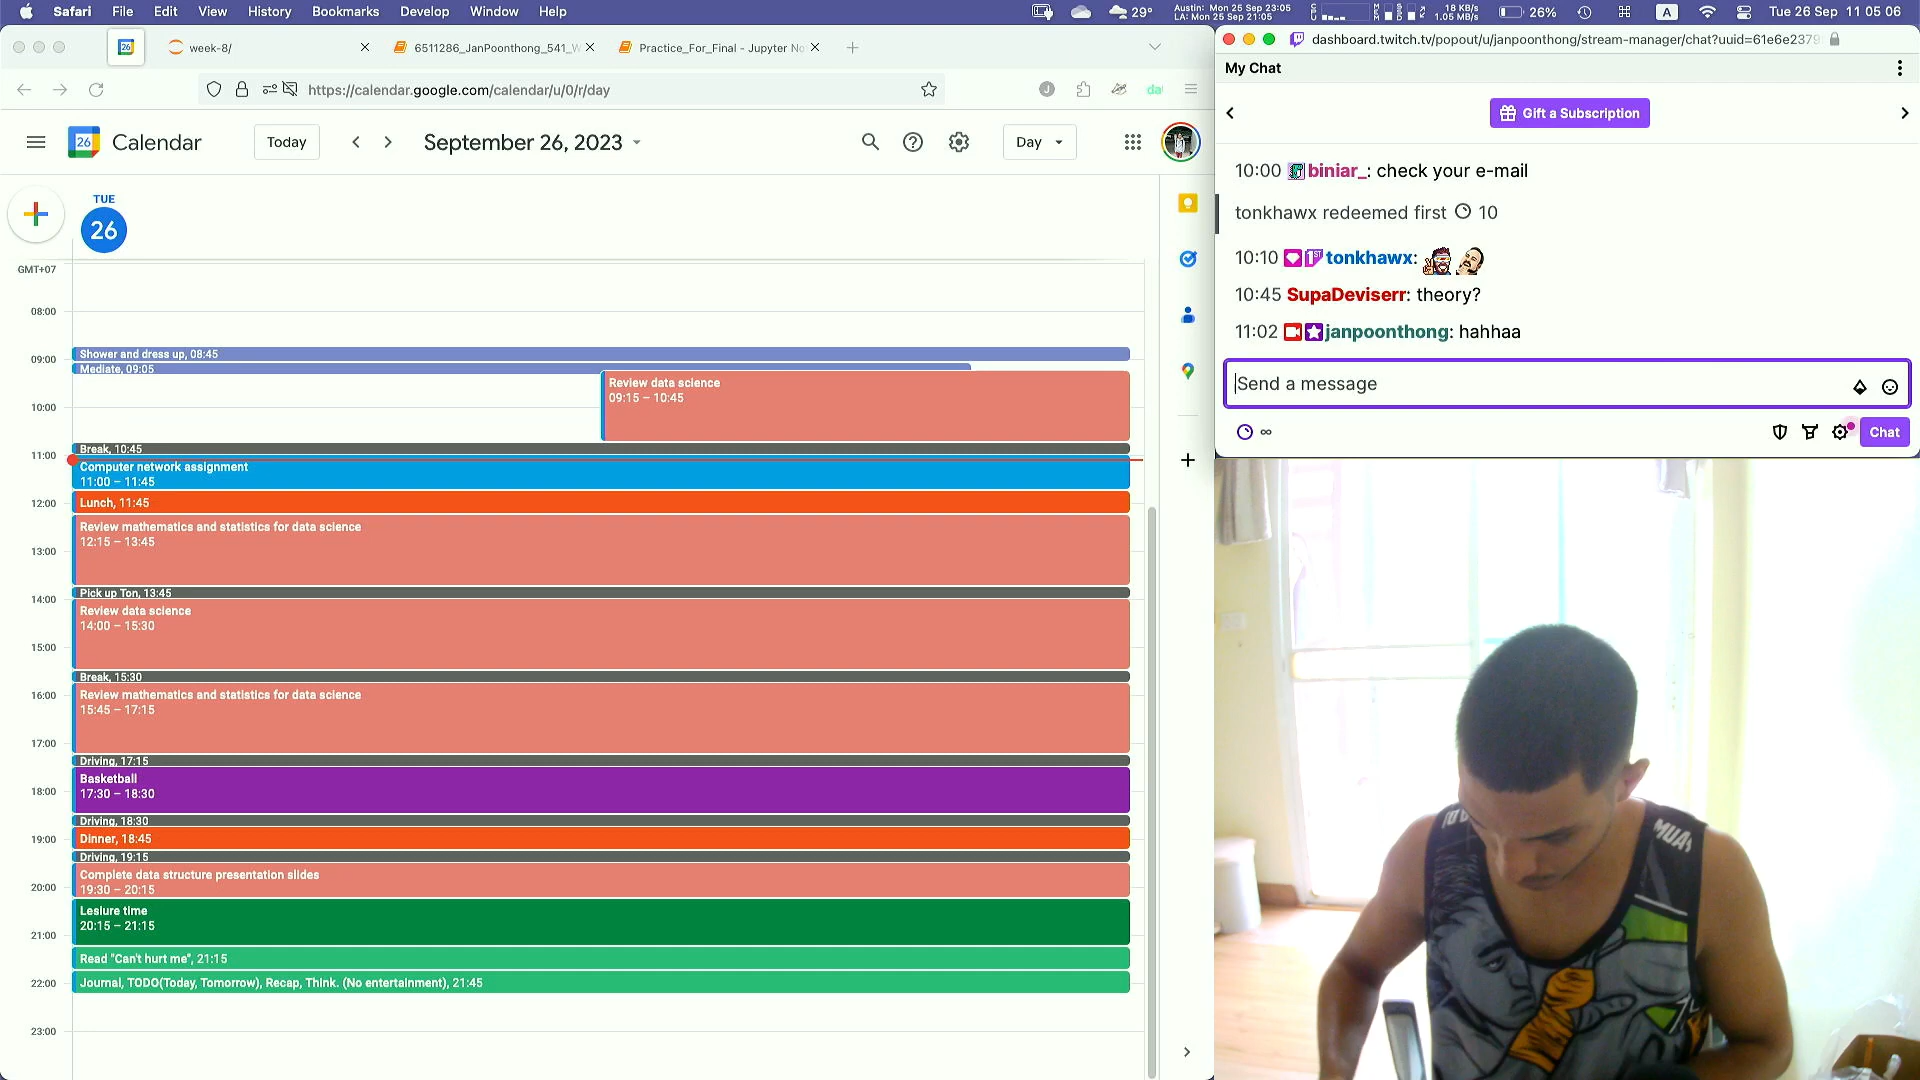 Safari File Edit View History Bookmarks Develop Window Help
29° Austin: Mon 25 Sep 23:05 LA: Mon 25 Sep 21:05 18 KB/s 1.05 MB/s 26% A Tue 26 Sep 11 05 06
week-8/ 6511286_JanPoonthong_541_W Practice_For_Final - Jupyter No
https://calendar.google.com/calendar/u/0/r/day
26 Calendar Today September 26, 2023 Day
TUE
26
GMT+07
08:00
Shower and dress up, 08:45
09:00
Mediate, 09:05
Review data science
09:15 – 10:45
10:00
Break, 10:45
11:00
Computer network assignment
11:00 – 11:45
Lunch, 11:45
12:00
Review mathematics and statistics for data science
12:15 – 13:45
13:00
Pick up Ton, 13:45
14:00
Review data science
14:00 – 15:30
15:00
Break, 15:30
16:00
Review mathematics and statistics for data science
15:45 – 17:15
17:00
Driving, 17:15
Basketball
17:30 – 18:30
18:00
Driving, 18:30
19:00
Dinner, 18:45
Driving, 19:15
Complete data structure presentation slides
19:30 – 20:15
20:00
Lesiure time
20:15 – 21:15
21:00
Read "Can't hurt me", 21:15
22:00
Journal, TODO(Today, Tomorrow), Recap, Think. (No entertainment), 21:45
23:00
dashboard.twitch.tv/popout/u/janpoonthong/stream-manager/chat?uuid=61e6e2379
My Chat
Gift a Subscription
10:00 biniar_: check your e-mail
tonkhawx redeemed first 10
10:10 tonkhawx:
10:45 SupaDeviserr: theory?
11:02 janpoonthong: hahhaa
Send a message
∞ Chat